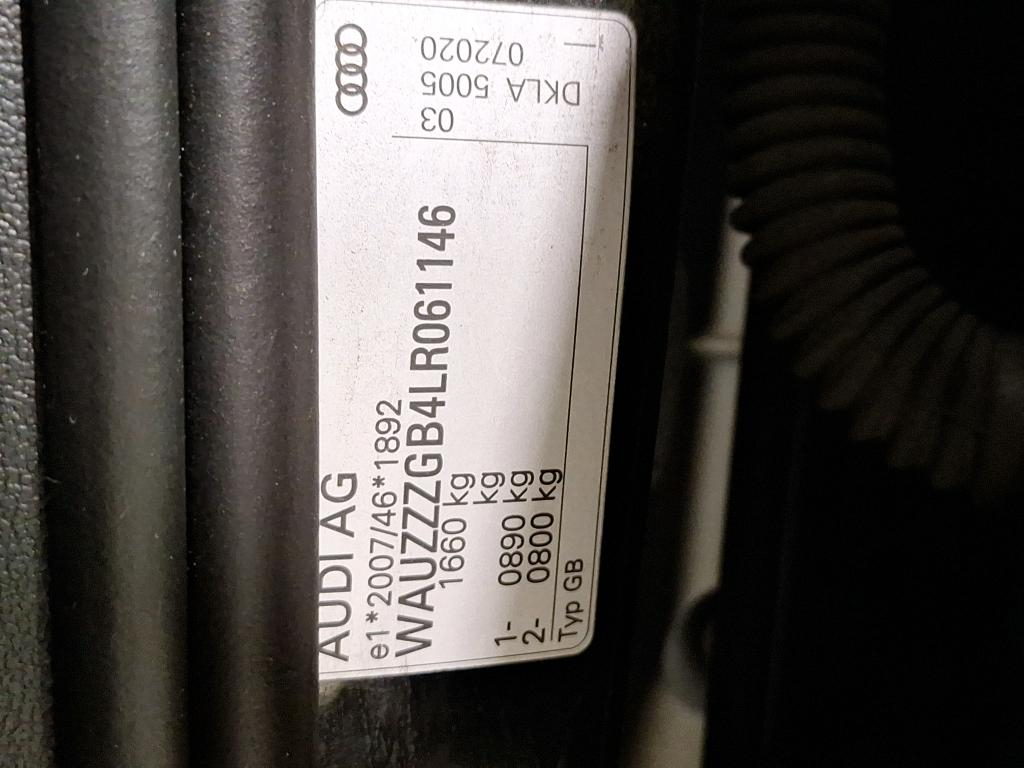 AUDI AG
e1*2007/46*1892
WAUZZZGB4LR061146
1660 kg
kg
1- 0890 kg
2- 0800 kg
Typ GB
03
DKLA 5005
072020